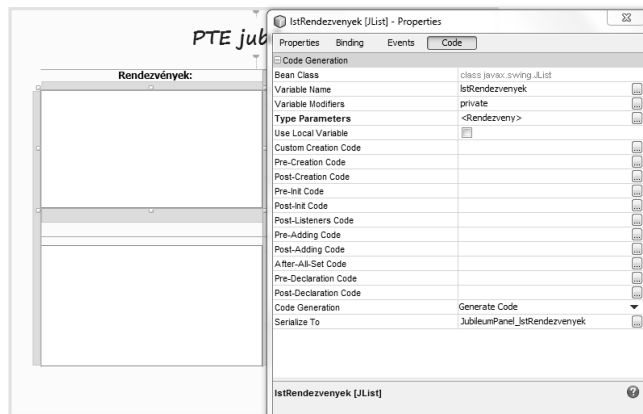 PTE jub
Rendezvények:
lstRendezvenyek [JList] - Properties
Properties Binding Events Code
Code Generation
Bean Class class javax.swing.JList
Variable Name lstRendezvenyek
Variable Modifiers private
Type Parameters <Rendezveny>
Use Local Variable
Custom Creation Code
Pre-Creation Code
Post-Creation Code
Pre-Init Code
Post-Init Code
Post-Listeners Code
Pre-Adding Code
Post-Adding Code
After-All-Set Code
Pre-Declaration Code
Post-Declaration Code
Code Generation Generate Code
Serialize To JubileumPanel_lstRendezvenyek
lstRendezvenyek [JList]